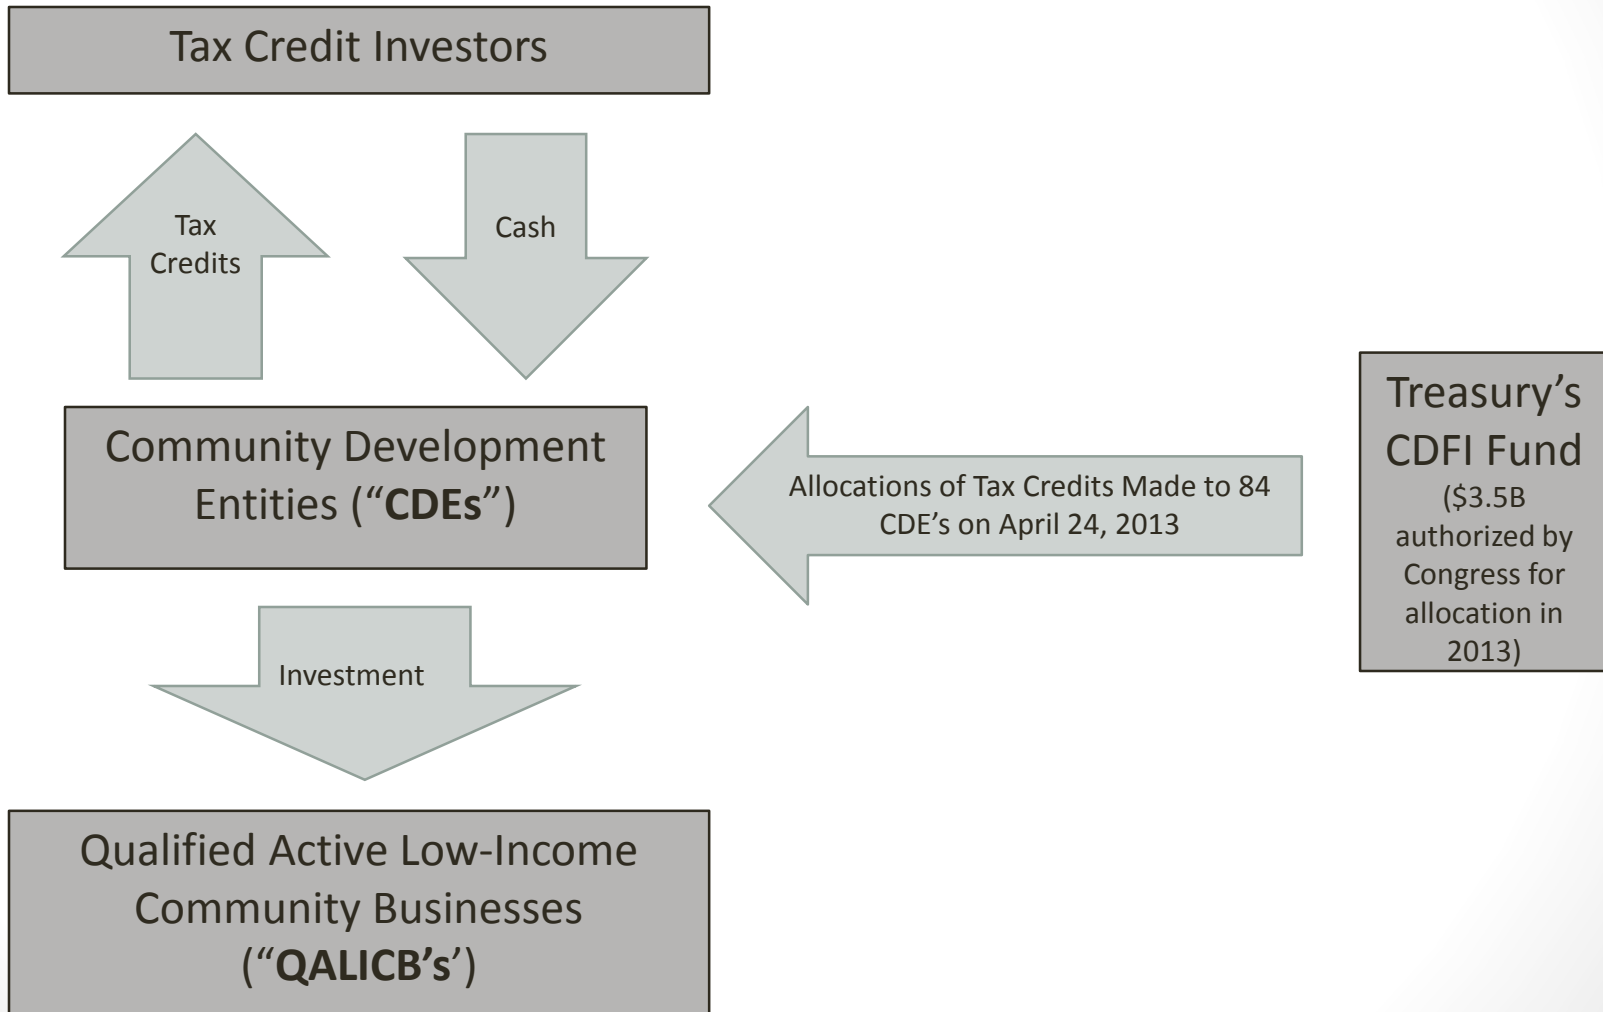 Tax Credit Investors
Tax
Credits
Cash
Community Development
Entities (“CDEs”)
Allocations of Tax Credits Made to 84
CDE’s on April 24, 2013
Treasury’s
CDFI Fund
($3.5B
authorized by
Congress for
allocation in
2013)
Investment
Qualified Active Low-Income
Community Businesses
(“QALICB’s’)